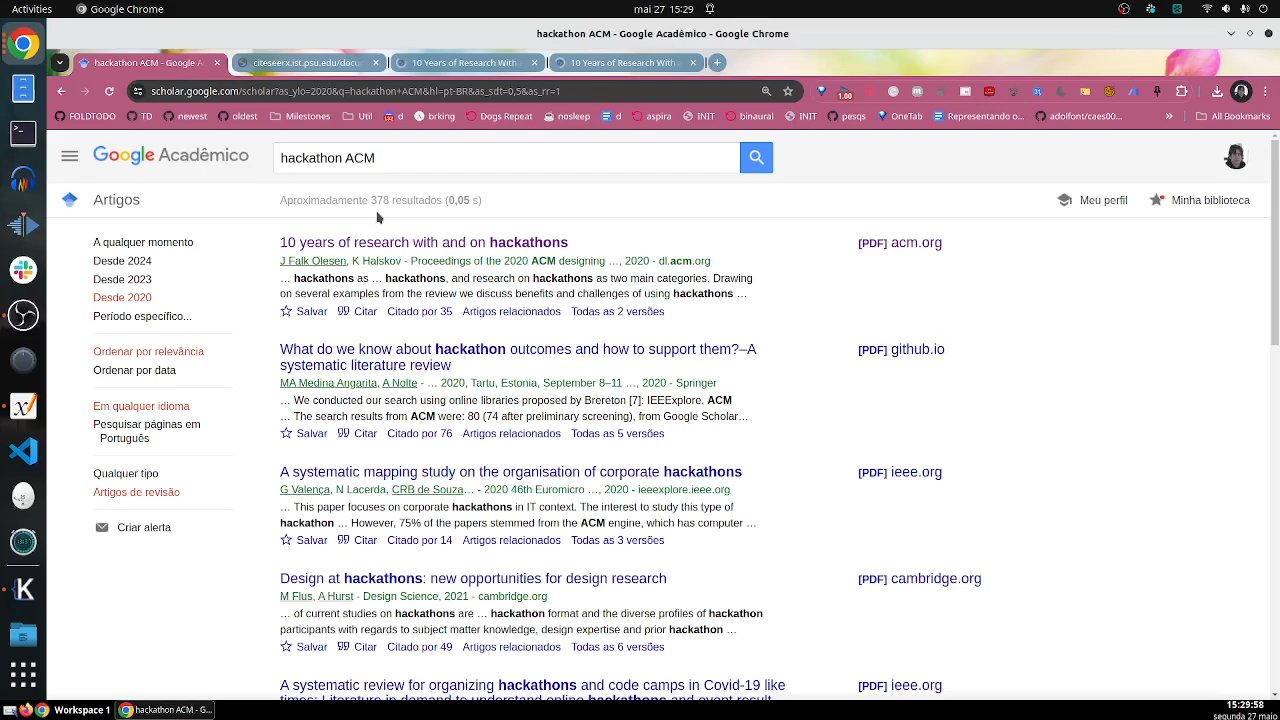 Activities
Google Chrome
mai 27 15:29
hackathon ACM - Google Acadêmico - Google Chrome
hackathon ACM - Google A
citeseerx.ist.psu.edu/docu
10 Years of Research With a
10 Years of Research With
scholar.google.com/scholar?as_ylo=2020&q=hackathon+ACM&hl=pt-BR&as_sdt=0,5&as_rr=1
1.00
FOLDTODO
TD
newest
oldest
Milestones
Util
d
brking
Dogs Repeat
nosleep
d
aspira
INIT
binaural
INIT
pesqs
OneTab
Representando o...
adolfont/caes00...
»
All Bookmarks
Google Acadêmico
hackathon ACM
Artigos
Aproximadamente 378 resultados (0,05 s)
Meu perfil
Minha biblioteca
A qualquer momento
Desde 2024
Desde 2023
Desde 2020
Período específico...
Ordenar por relevância
Ordenar por data
Em qualquer idioma
Pesquisar páginas em
Português
Qualquer tipo
Artigos de revisão
Criar alerta
10 years of research with and on hackathons
[PDF] acm.org
J Falk Olesen, K Halskov - Proceedings of the 2020 ACM designing …, 2020 - dl.acm.org
… hackathons as … hackathons, and research on hackathons as two main categories. Drawing
on several examples from the review we discuss benefits and challenges of using hackathons …
Salvar Citar Citado por 35 Artigos relacionados Todas as 2 versões
What do we know about hackathon outcomes and how to support them?–A
systematic literature review
[PDF] github.io
MA Medina Angarita, A Nolte - … 2020, Tartu, Estonia, September 8–11 …, 2020 - Springer
… We conducted our search using online libraries proposed by Brereton [7]: IEEExplore, ACM
… The search results from ACM were: 80 (74 after preliminary screening), from Google Scholar…
Salvar Citar Citado por 76 Artigos relacionados Todas as 5 versões
A systematic mapping study on the organisation of corporate hackathons
[PDF] ieee.org
G Valença, N Lacerda, CRB de Souza… - 2020 46th Euromicro …, 2020 - ieeexplore.ieee.org
… This paper focuses on corporate hackathons in IT context. The interest to study this type of
hackathon … However, 75% of the papers stemmed from the ACM engine, which has computer …
Salvar Citar Citado por 14 Artigos relacionados Todas as 3 versões
Design at hackathons: new opportunities for design research
[PDF] cambridge.org
M Flus, A Hurst - Design Science, 2021 - cambridge.org
… of current studies on hackathons are … hackathon format and the diverse profiles of hackathon
participants with regards to subject matter knowledge, design expertise and prior hackathon …
Salvar Citar Citado por 49 Artigos relacionados Todas as 6 versões
A systematic review for organizing hackathons and code camps in Covid-19 like
[PDF] ieee.org
times: Literature in demand to understand online hackathons and event result
Workspace 1
hackathon ACM - G...
15:29:58
segunda 27 maio